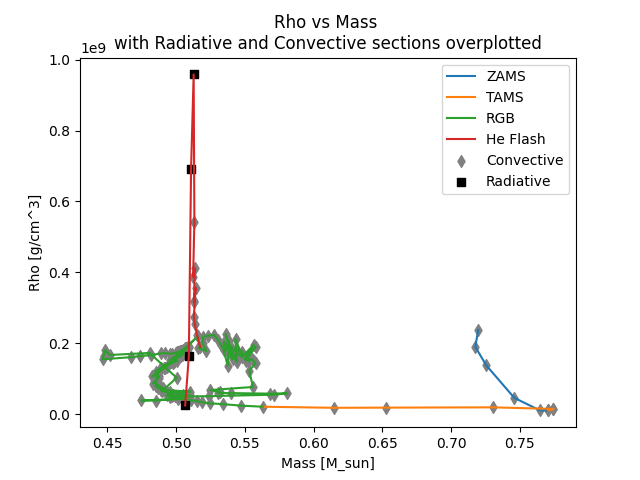 Rho vs Mass
with Radiative and Convective sections overplotted
1e9
1.0
0.8
0.6
0.4
0.2
0.0
Rho [g/cm^3]
ZAMS
TAMS
RGB
He Flash
Convective
Radiative
0.45 0.50 0.55 0.60 0.65 0.70 0.75
Mass [M_sun]